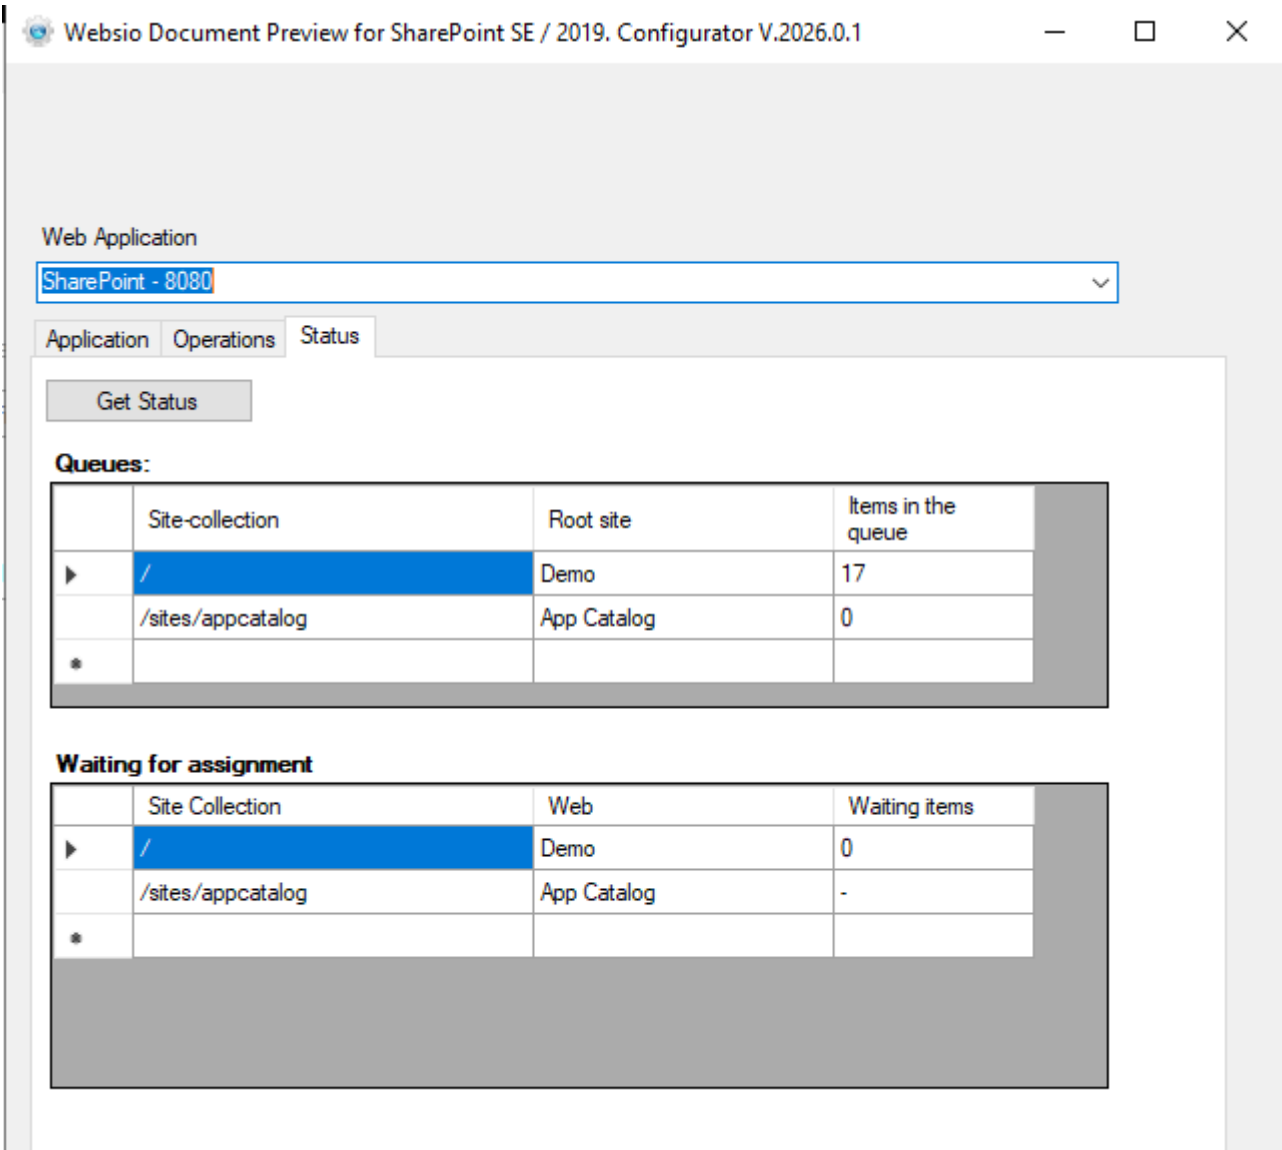 Websio Document Preview for SharePoint SE / 2019. Configurator V.2026.0.1
Web Application
SharePoint - 8080
Application Operations Status
Get Status
Queues:
Site-collection Root site Items in the queue
/ Demo 17
/sites/appcatalog App Catalog 0
Waiting for assignment
Site Collection Web Waiting items
/ Demo 0
/sites/appcatalog App Catalog -